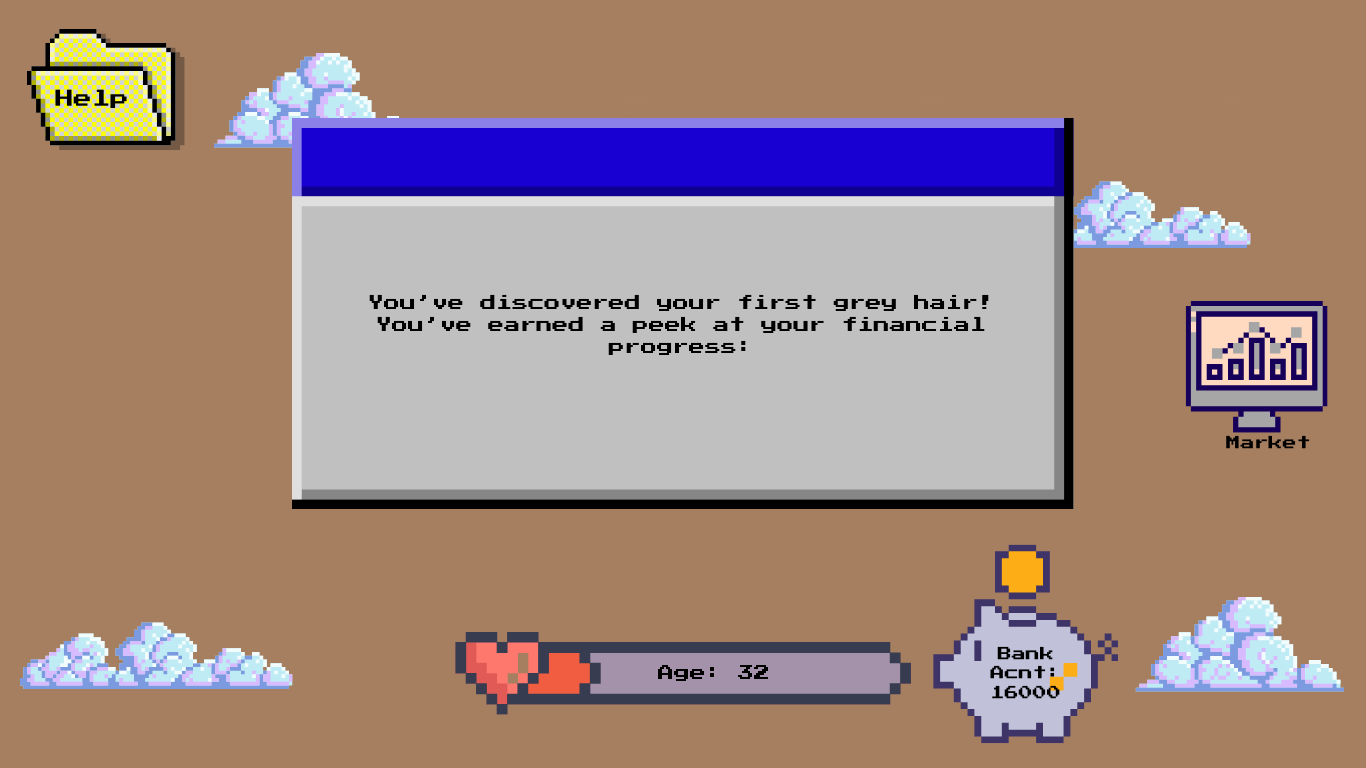 Help
You've discovered your first grey hair!
You've earned a peek at your financial
progress:
Market
Age: 32
Bank
Acnt:
16000